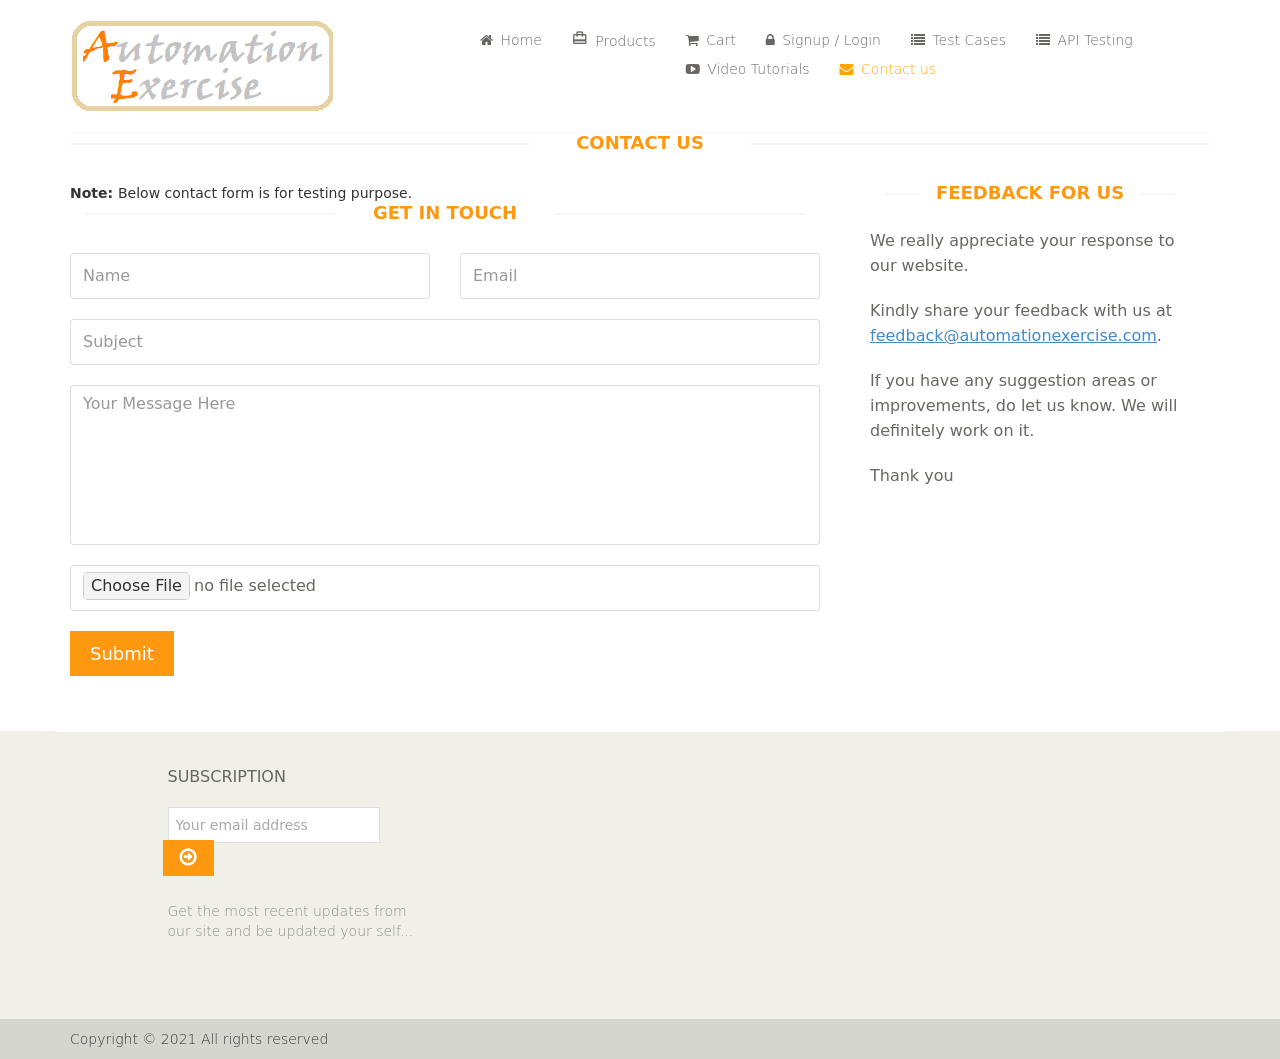 Automation
Exercise
Home
Products
Cart
Signup / Login
Test Cases
API Testing
Video Tutorials
Contact us
CONTACT US
Note: Below contact form is for testing purpose.
GET IN TOUCH
Name
Email
Subject
Your Message Here
Choose File no file selected
Submit
FEEDBACK FOR US
We really appreciate your response to
our website.
Kindly share your feedback with us at
feedback@automationexercise.com.
If you have any suggestion areas or
improvements, do let us know. We will
definitely work on it.
Thank you
SUBSCRIPTION
Your email address
Get the most recent updates from
our site and be updated your self...
Copyright © 2021 All rights reserved